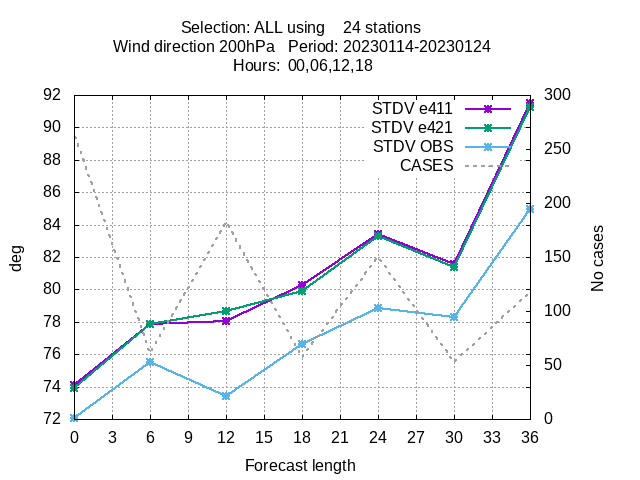 Selection: ALL using    24 stations
Wind direction 200hPa   Period: 20230114-20230124
Hours:  00,06,12,18
STDV e411
STDV e421
STDV OBS
CASES
deg
92
90
88
86
84
82
80
78
76
74
72
No cases
300
250
200
150
100
50
0
0 3 6 9 12 15 18 21 24 27 30 33 36
Forecast length